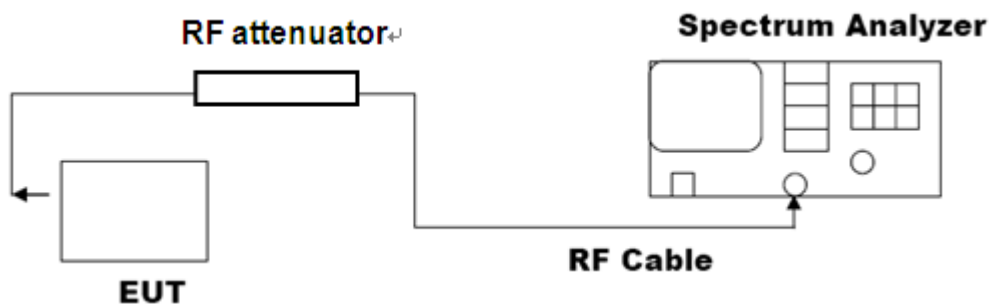 RF attenuator↵
Spectrum Analyzer
RF Cable
EUT